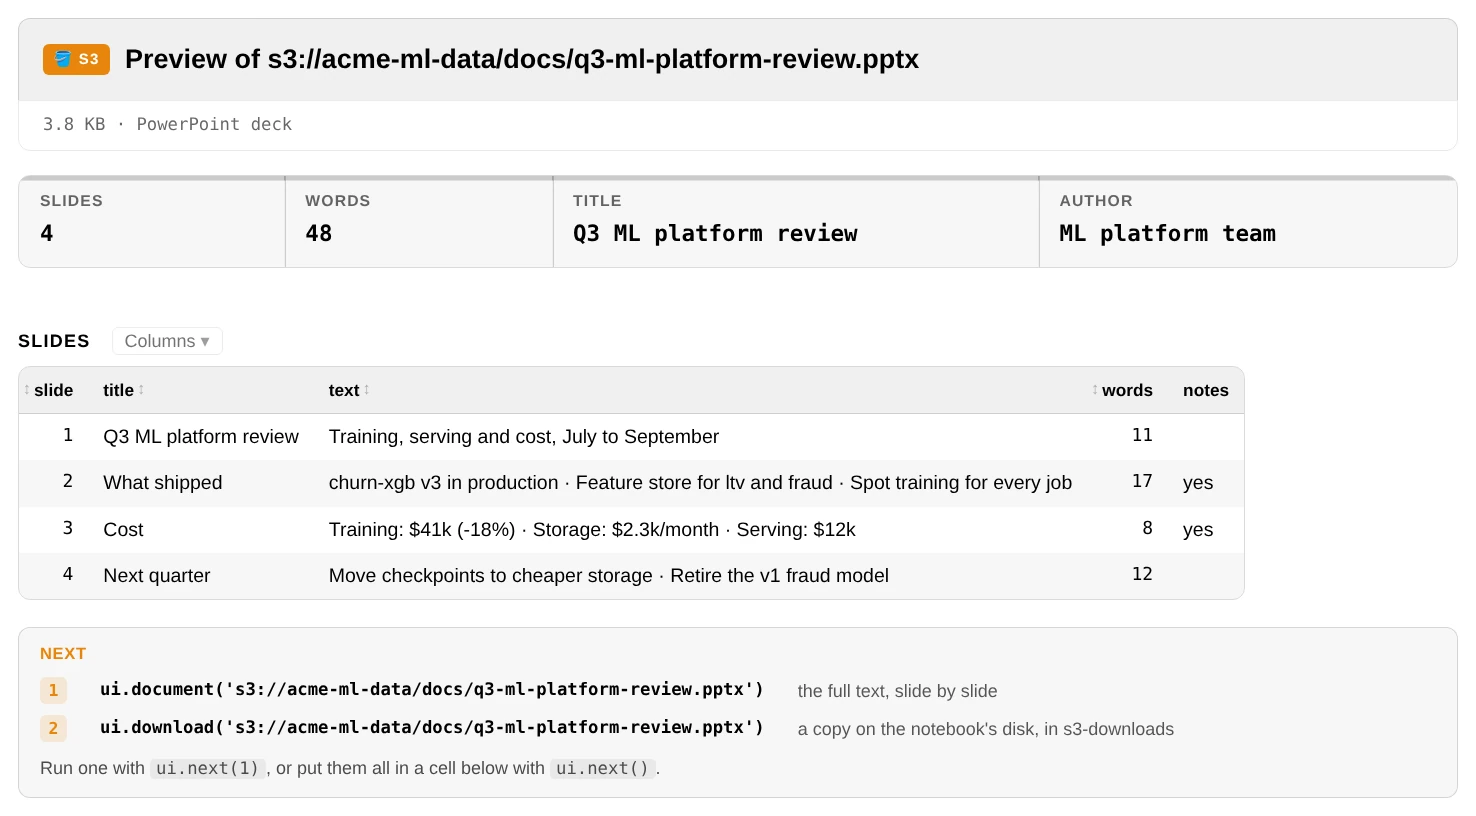 S3 Preview of s3://acme-ml-data/docs/q3-ml-platform-review.pptx
3.8 KB · PowerPoint deck
SLIDES WORDS TITLE AUTHOR
4 48 Q3 ML platform review ML platform team
SLIDES Columns ▾
↕ slide title ↕ text ↕ ↕ words notes
1 Q3 ML platform review Training, serving and cost, July to September 11
2 What shipped churn-xgb v3 in production · Feature store for ltv and fraud · Spot training for every job 17 yes
3 Cost Training: $41k (-18%) · Storage: $2.3k/month · Serving: $12k 8 yes
4 Next quarter Move checkpoints to cheaper storage · Retire the v1 fraud model 12
NEXT
1 ui.document('s3://acme-ml-data/docs/q3-ml-platform-review.pptx') the full text, slide by slide
2 ui.download('s3://acme-ml-data/docs/q3-ml-platform-review.pptx') a copy on the notebook's disk, in s3-downloads
Run one with ui.next(1), or put them all in a cell below with ui.next().